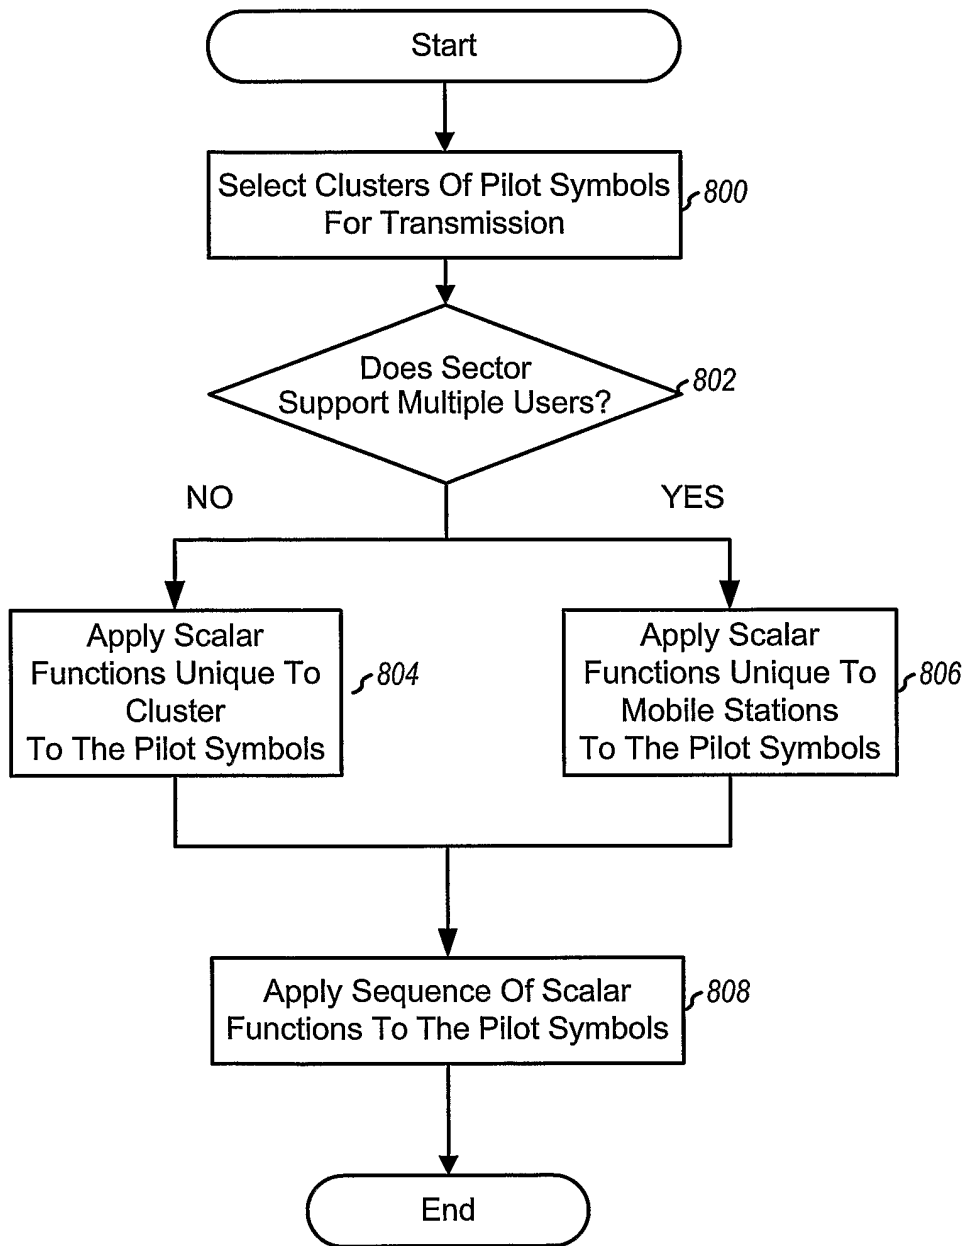 Start
Select Clusters Of Pilot Symbols
For Transmission
800
Does Sector
Support Multiple Users?
802
NO
YES
Apply Scalar
Functions Unique To
Cluster
To The Pilot Symbols
804
Apply Scalar
Functions Unique To
Mobile Stations
To The Pilot Symbols
806
Apply Sequence Of Scalar
Functions To The Pilot Symbols
808
End